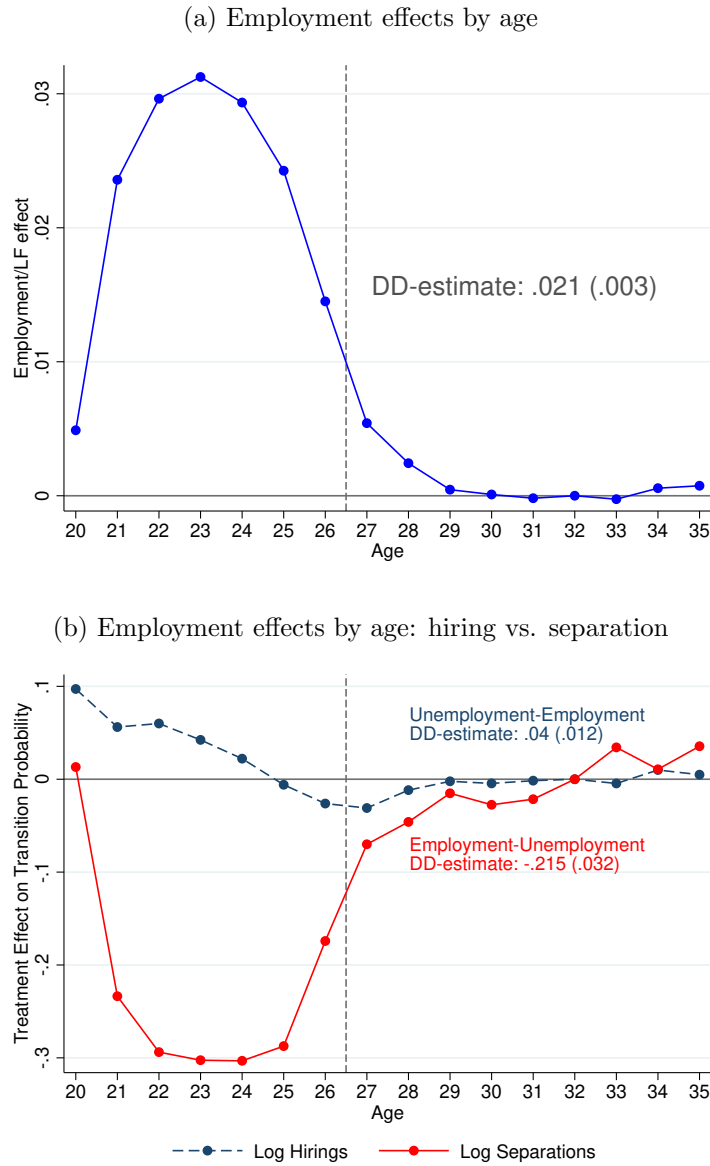 (a) Employment effects by age
Employment/LF effect
.03
.02
.01
0
DD-estimate: .021 (.003)
20 21 22 23 24 25 26 27 28 29 30 31 32 33 34 35
Age
(b) Employment effects by age: hiring vs. separation
Treatment Effect on Transition Probability
.1
0
-.1
-.2
-.3
Unemployment-Employment
DD-estimate: .04 (.012)
Employment-Unemployment
DD-estimate: -.215 (.032)
20 21 22 23 24 25 26 27 28 29 30 31 32 33 34 35
Age
Log Hirings Log Separations